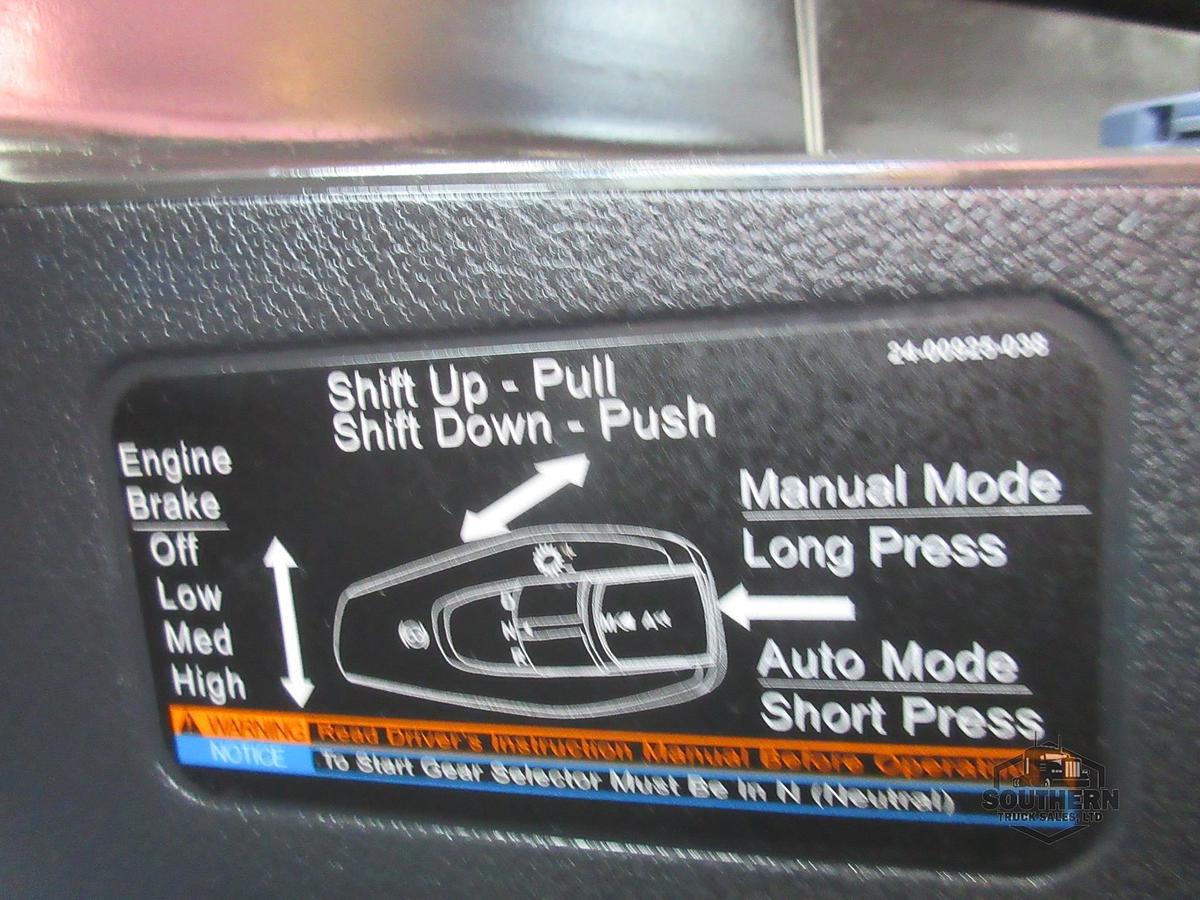 24-00925-038
Shift Up - Pull
Shift Down - Push
Engine
Brake
Off
Low
Med
High
Manual Mode
Long Press
Auto Mode
Short Press
D
N
R
M
A
WARNING Read Driver's Instruction Manual Before
NOTICE To Start Gear Selector Must Be In N (Neutral)
SOUTHERN
TRUCK SALES, LTD